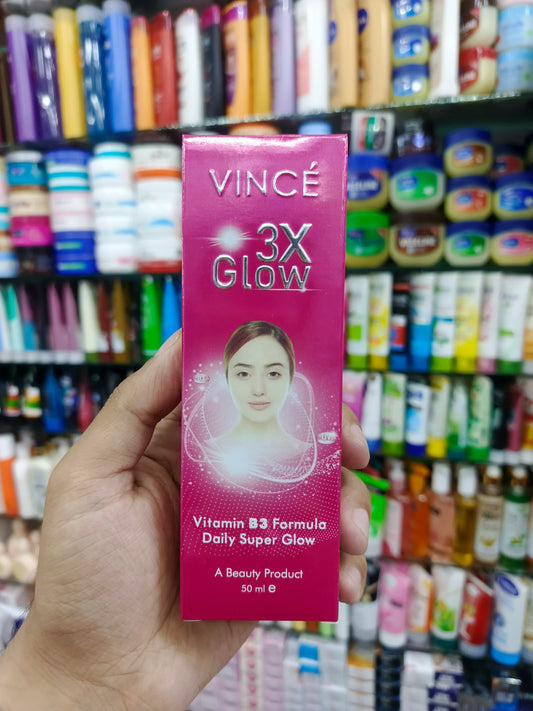 VINCÉ
3X
GLOW
Vitamin B3 Formula
Daily Super Glow
A Beauty Product
50 ml e